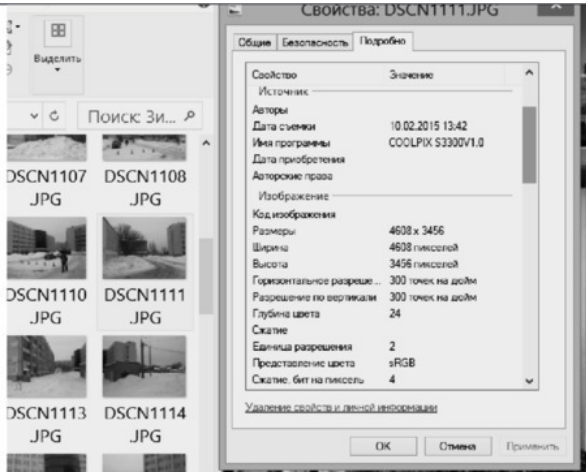 Свойства: DSCN1111.JPG
Общие Безопасность Подробно
Выделить
Поиск: Зи...
Свойство Значение
Источник
Авторы
Дата съемки 10.02.2015 13:42
Имя программы COOLPIX S3300V1.0
Дата приобретения
Авторские права
Изображение
Код изображения
Размеры 4608 x 3456
Ширина 4608 пикселей
Высота 3456 пикселей
Горизонтальное разреше... 300 точек на дюйм
Разрешение по вертикали 300 точек на дюйм
Глубина цвета 24
Сжатие
Единица разрешения 2
Представление цвета sRGB
Сжатие, бит на пиксель 4
Удаление свойств и личной информации
OK Отмена Применить
DSCN1107.JPG DSCN1108.JPG
DSCN1110.JPG DSCN1111.JPG
DSCN1113.JPG DSCN1114.JPG